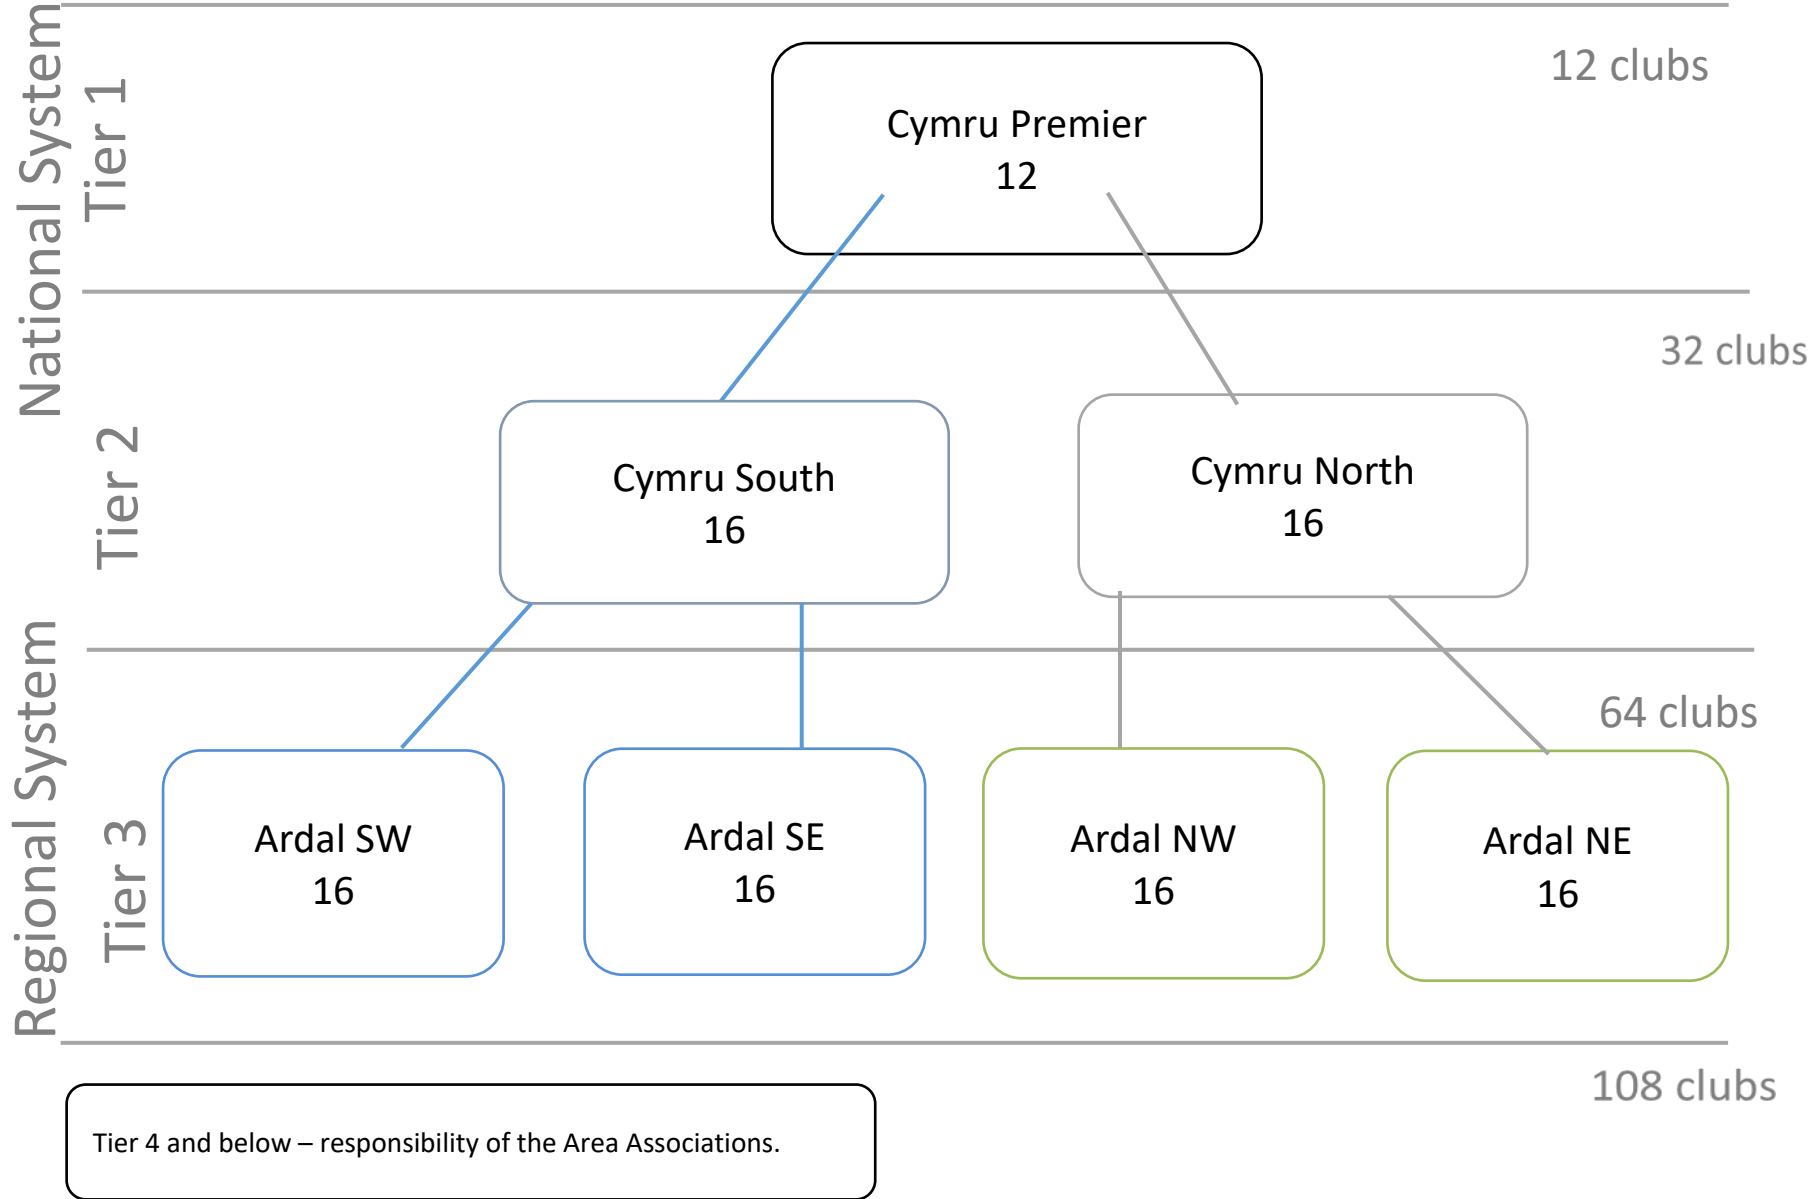 National System
Tier 1
12 clubs
Cymru Premier
12
Tier 2
32 clubs
Cymru South
16
Cymru North
16
Regional System
Tier 3
64 clubs
Ardal SW
16
Ardal SE
16
Ardal NW
16
Ardal NE
16
108 clubs
Tier 4 and below – responsibility of the Area Associations.